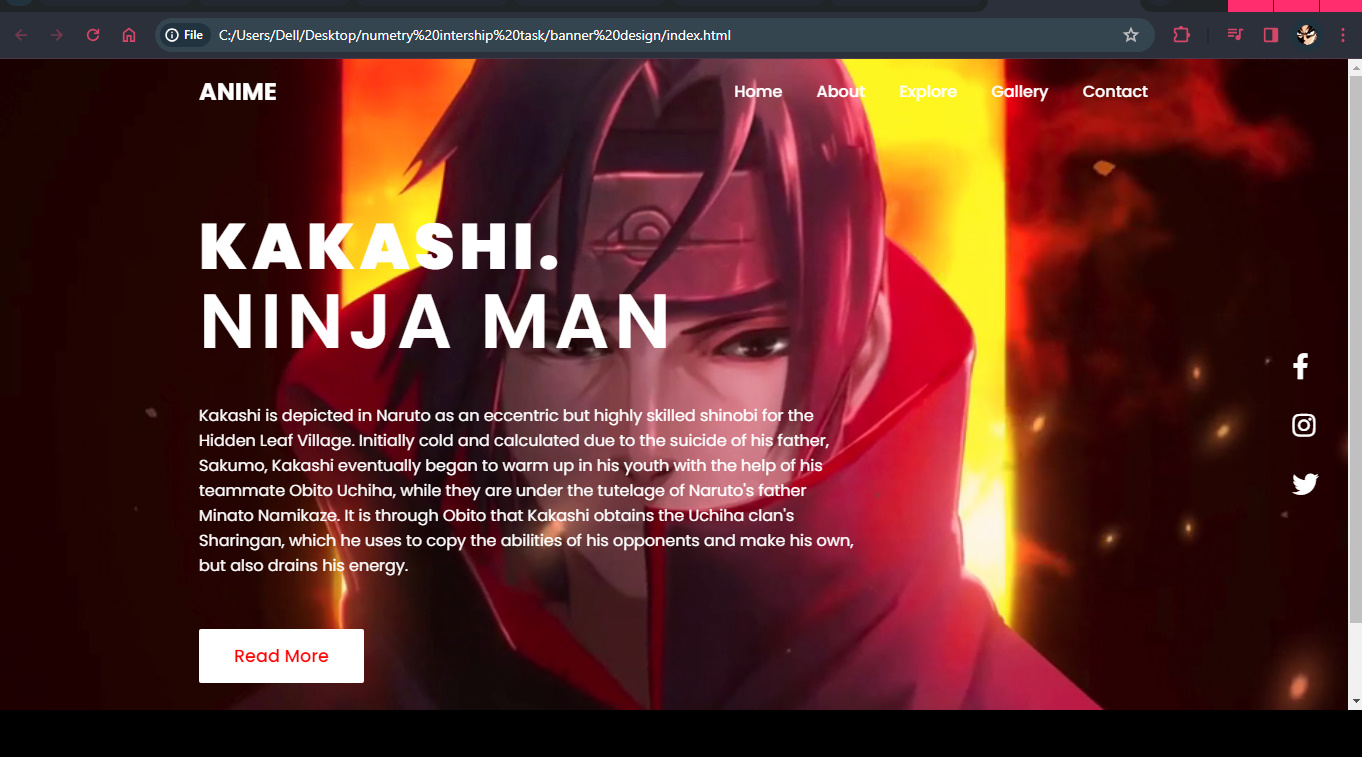 File C:/Users/Dell/Desktop/numetry%20intership%20task/banner%20design/index.html
ANIME Home About Explore Gallery Contact
KAKASHI.
NINJA MAN
Kakashi is depicted in Naruto as an eccentric but highly skilled shinobi for the
Hidden Leaf Village. Initially cold and calculated due to the suicide of his father,
Sakumo, Kakashi eventually began to warm up in his youth with the help of his
teammate Obito Uchiha, while they are under the tutelage of Naruto's father
Minato Namikaze. It is through Obito that Kakashi obtains the Uchiha clan's
Sharingan, which he uses to copy the abilities of his opponents and make his own,
but also drains his energy.
Read More